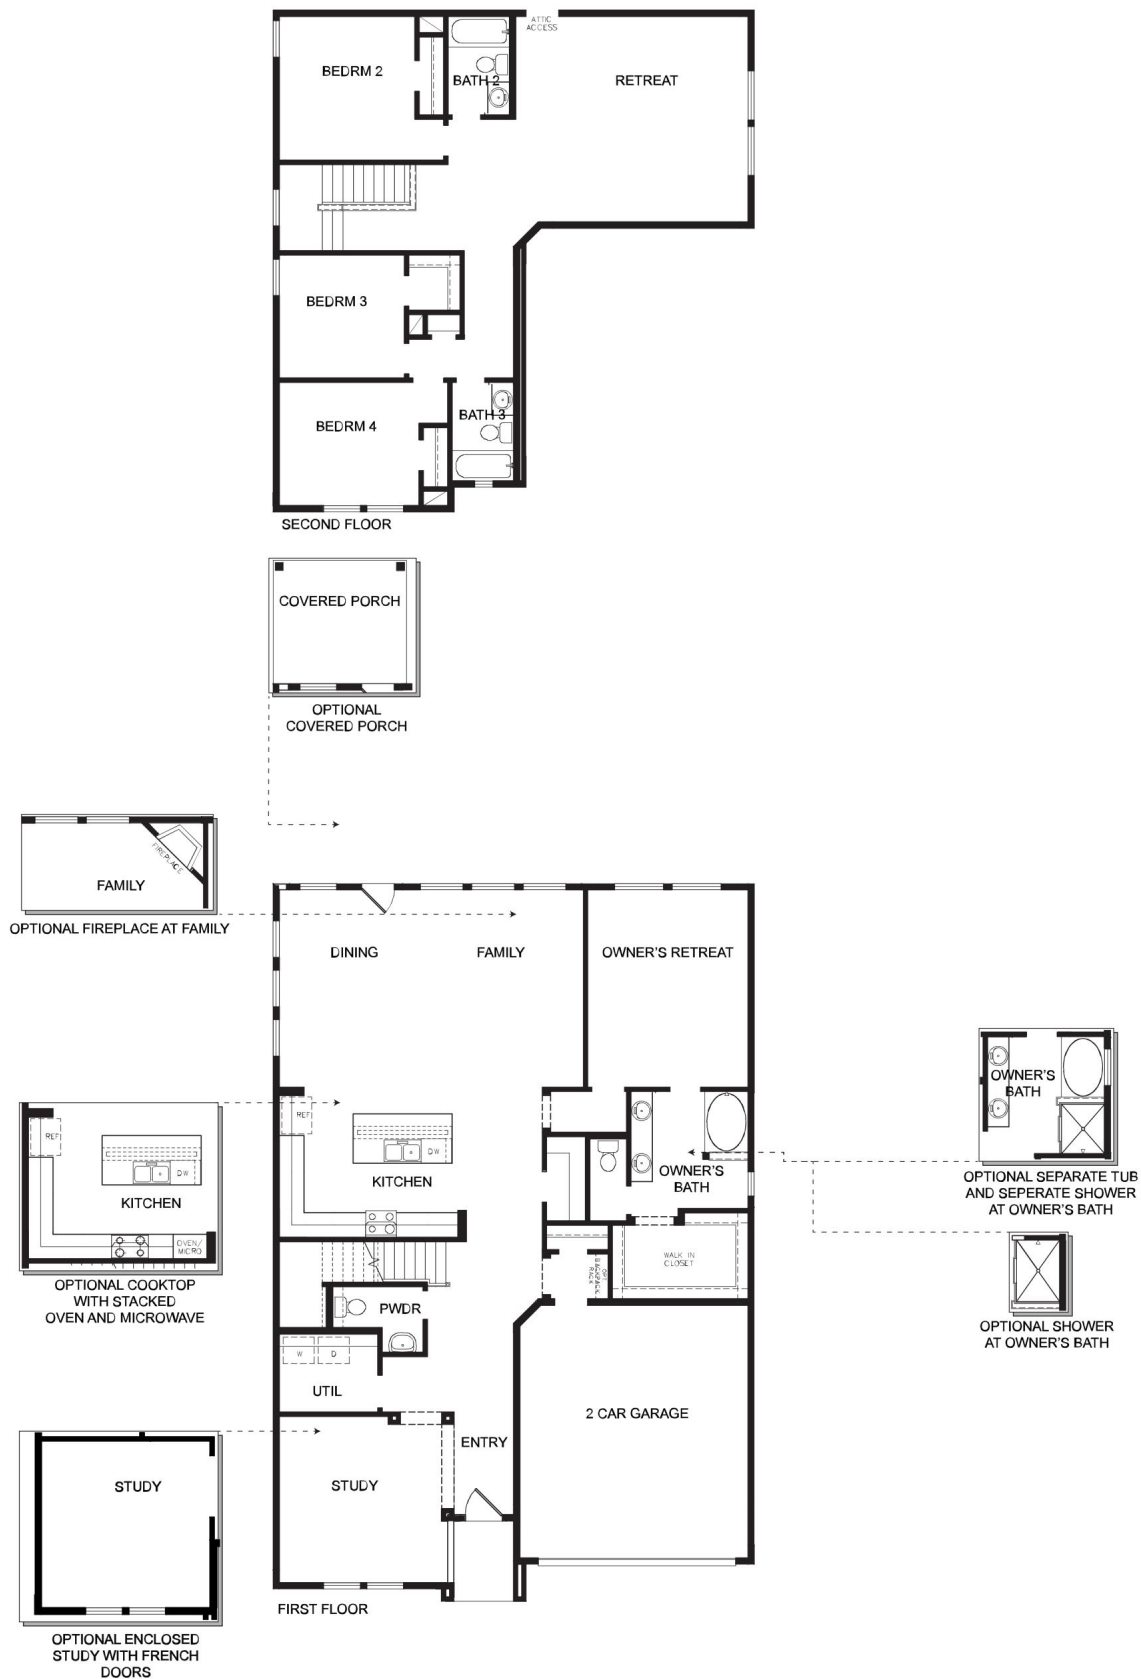 ATTIC
ACCESS
BEDRM 2
BATH 2
RETREAT
BEDRM 3
BEDRM 4
BATH 3
SECOND FLOOR
COVERED PORCH
OPTIONAL
COVERED PORCH
FIREPLACE
FAMILY
OPTIONAL FIREPLACE AT FAMILY
DINING
FAMILY
OWNER'S RETREAT
REF
DW
KITCHEN
OVEN/
MICRO
OPTIONAL COOKTOP
WITH STACKED
OVEN AND MICROWAVE
REF
DW
KITCHEN
OWNER'S
BATH
OWNER'S
BATH
OPTIONAL SEPARATE TUB
AND SEPERATE SHOWER
AT OWNER'S BATH
WALK IN
CLOSET
OPT.
BACKPACK
RACK
OPTIONAL SHOWER
AT OWNER'S BATH
PWDR
W
D
UTIL
2 CAR GARAGE
ENTRY
STUDY
STUDY
OPTIONAL ENCLOSED
STUDY WITH FRENCH
DOORS
FIRST FLOOR